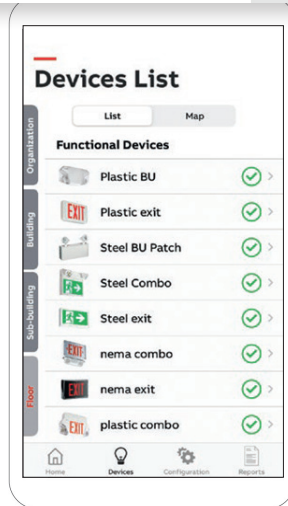 Devices List
List
Map
Functional Devices
Organization
Building
Sub-building
Floor
Plastic BU
EXIT
Plastic exit
Steel BU Patch
Steel Combo
Steel exit
EXIT
nema combo
EXIT
nema exit
EXIT
plastic combo
Home
Devices
Configuration
Reports